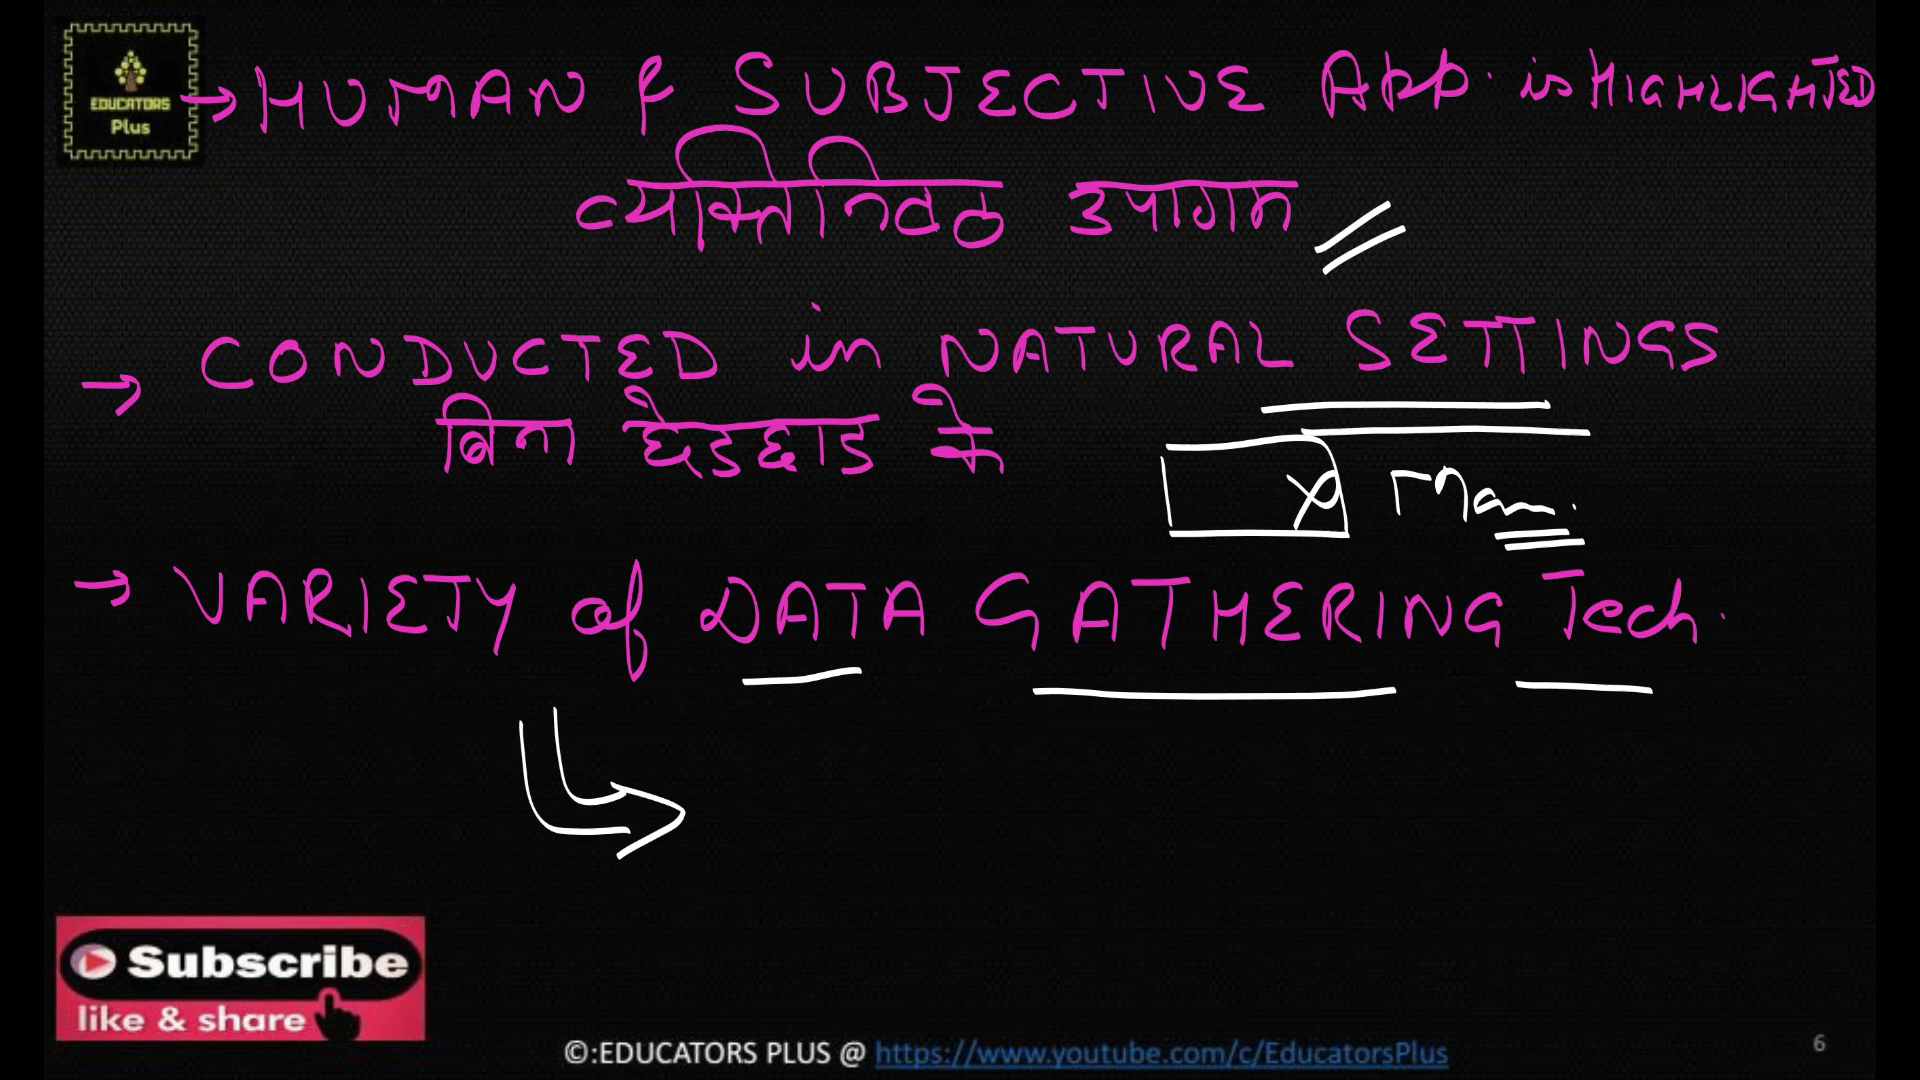 EDUCATORS
Plus
→ HUMAN & SUBJECTIVE App. is HIGHLIGHTED
व्यक्तिनिष्ठ उपागम
→ CONDUCTED in NATURAL SETTINGS
बिना छेड़छाड़ के
Man.
→ VARIETY of DATA GATHERING Tech.
Subscribe
like & share
©:EDUCATORS PLUS @ https://www.youtube.com/c/EducatorsPlus
6